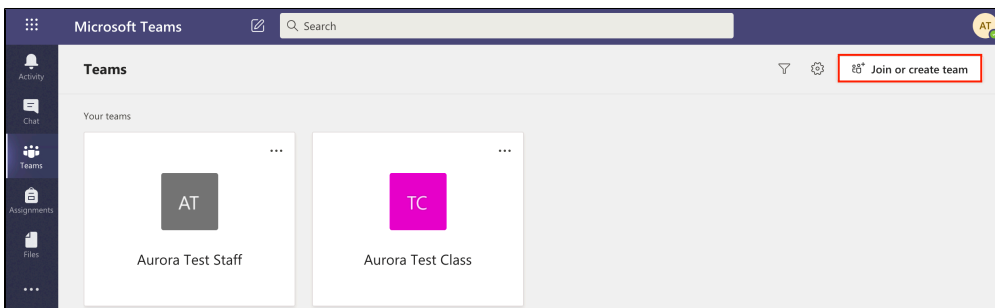 Microsoft Teams
Search
AT
Activity
Chat
Teams
Assignments
Files
Teams
Join or create team
Your teams
AT
Aurora Test Staff
TC
Aurora Test Class